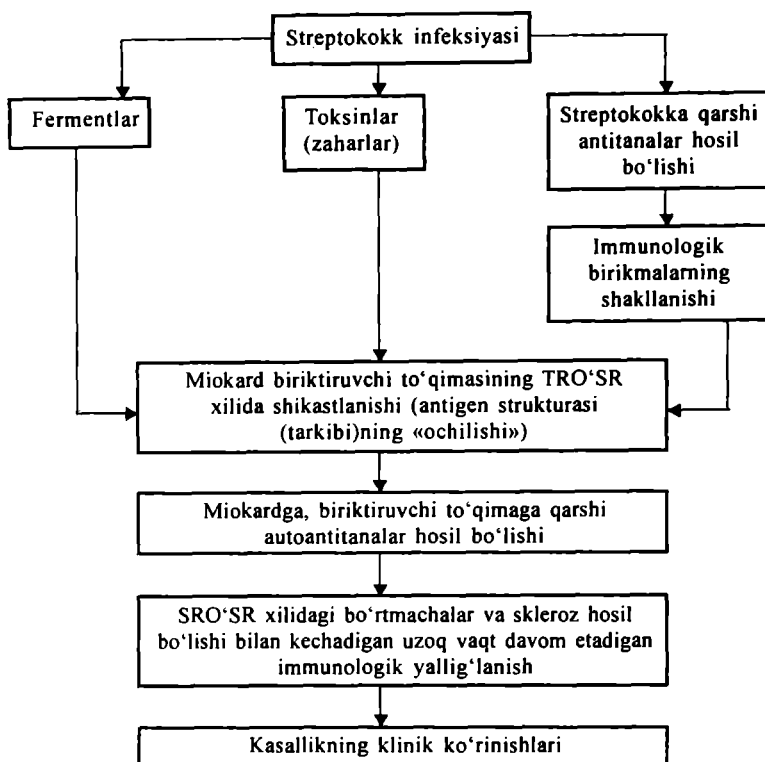 Streptokokk infeksiyasi
Fermentlar
Toksinlar
(zaharlar)
Streptokokka qarshi
antitanalar hosil
bo‘lishi
Immunologik
birikmalarning
shakllanishi
Miokard biriktiruvchi to‘qimasining TRO‘SR
xilida shikastlanishi (antigen strukturasi
(tarkibi)ning «ochilishi»)
Miokardga, biriktiruvchi to‘qimaga qarshi
autoantitanalar hosil bo‘lishi
SRO‘SR xilidagi bo‘rtmachalar va skleroz hosil
bo‘lishi bilan kechadigan uzoq vaqt davom etadigan
immunologik yallig‘lanish
Kasallikning klinik ko‘rinishlari